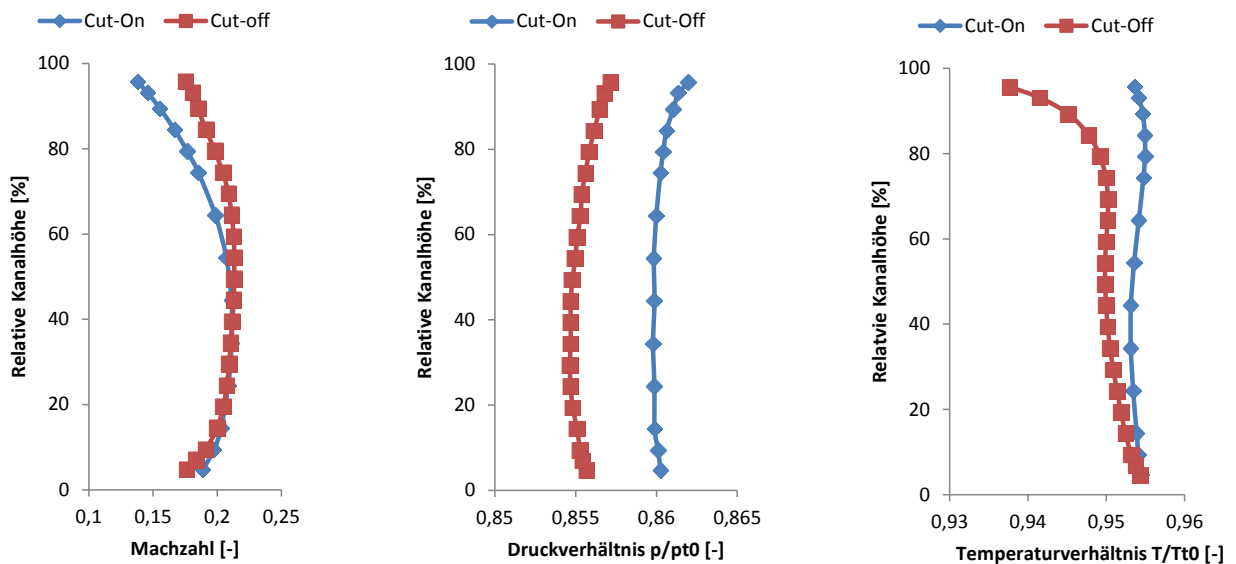 Cut-On Cut-off
Relative Kanalhöhe [%]
100
80
60
40
20
0
0,1 0,15 0,2 0,25
Machzahl [-]
Cut-On Cut-Off
Relative Kanalhöhe [%]
100
80
60
40
20
0
0,85 0,855 0,86 0,865
Druckverhältnis p/pt0 [-]
Cut-On Cut-Off
Relatvie Kanalhöhe [%]
100
80
60
40
20
0
0,93 0,94 0,95 0,96
Temperaturverhältnis T/Tt0 [-]